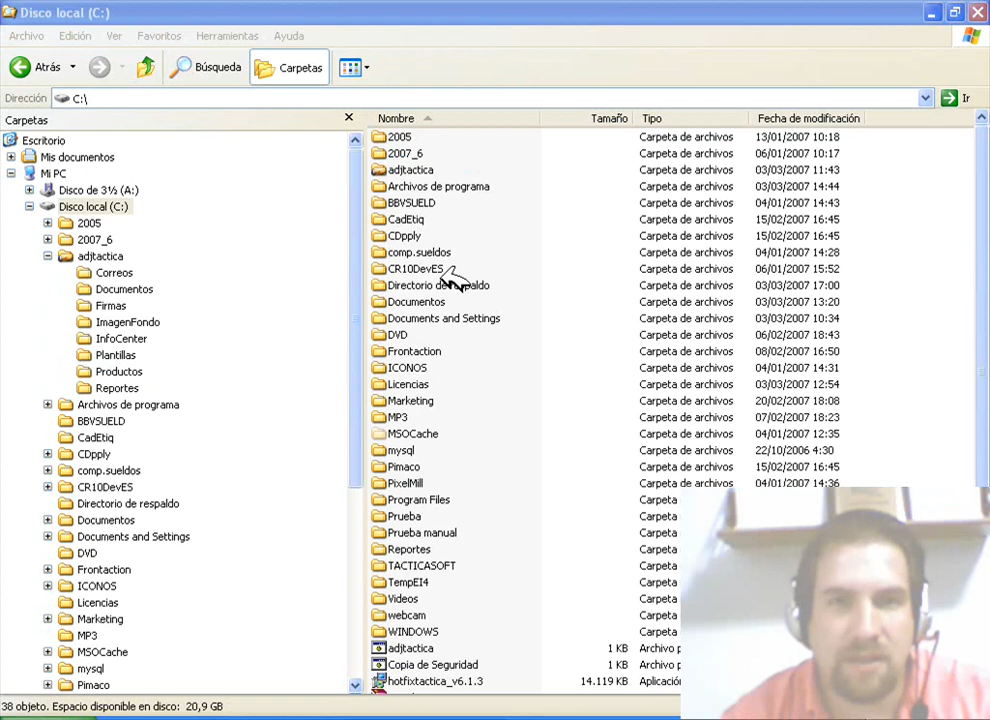 Disco local (C:)
Archivo Edición Ver Favoritos Herramientas Ayuda
Atrás Búsqueda Carpetas
Dirección C:\ Ir
Carpetas
Escritorio
Mis documentos
Mi PC
Disco de 3½ (A:)
Disco local (C:)
2005
2007_6
adjtactica
Correos
Documentos
Firmas
ImagenFondo
InfoCenter
Plantillas
Productos
Reportes
Archivos de programa
BBVSUELD
CadEtiq
CDpply
comp.sueldos
CR10DevES
Directorio de respaldo
Documentos
Documents and Settings
DVD
Frontaction
ICONOS
Licencias
Marketing
MP3
MSOCache
mysql
Pimaco
Nombre Tamaño Tipo Fecha de modificación
2005 Carpeta de archivos 13/01/2007 10:18
2007_6 Carpeta de archivos 06/01/2007 10:17
adjtactica Carpeta de archivos 03/03/2007 11:43
Archivos de programa Carpeta de archivos 03/03/2007 14:44
BBVSUELD Carpeta de archivos 04/01/2007 14:43
CadEtiq Carpeta de archivos 15/02/2007 16:45
CDpply Carpeta de archivos 15/02/2007 16:45
comp.sueldos Carpeta de archivos 04/01/2007 14:28
CR10DevES Carpeta de archivos 06/01/2007 15:52
Directorio de respaldo Carpeta de archivos 03/03/2007 17:00
Documentos Carpeta de archivos 03/03/2007 13:20
Documents and Settings Carpeta de archivos 03/03/2007 10:34
DVD Carpeta de archivos 06/02/2007 18:43
Frontaction Carpeta de archivos 08/02/2007 16:50
ICONOS Carpeta de archivos 04/01/2007 14:31
Licencias Carpeta de archivos 03/03/2007 12:54
Marketing Carpeta de archivos 20/02/2007 18:08
MP3 Carpeta de archivos 07/02/2007 18:23
MSOCache Carpeta de archivos 04/01/2007 12:35
mysql Carpeta de archivos 22/10/2006 4:30
Pimaco Carpeta de archivos 15/02/2007 16:45
PixelMill Carpeta de archivos 04/01/2007 14:36
Program Files Carpeta
Prueba Carpeta
Prueba manual Carpeta
Reportes Carpeta
TACTICASOFT Carpeta
TempEI4 Carpeta
Videos Carpeta
webcam Carpeta
WINDOWS Carpeta
adjtactica 1 KB Archivo p
Copia de Seguridad 1 KB Archivo p
hotfixtactica_v6.1.3 14.119 KB Aplicació
38 objeto. Espacio disponible en disco: 20,9 GB